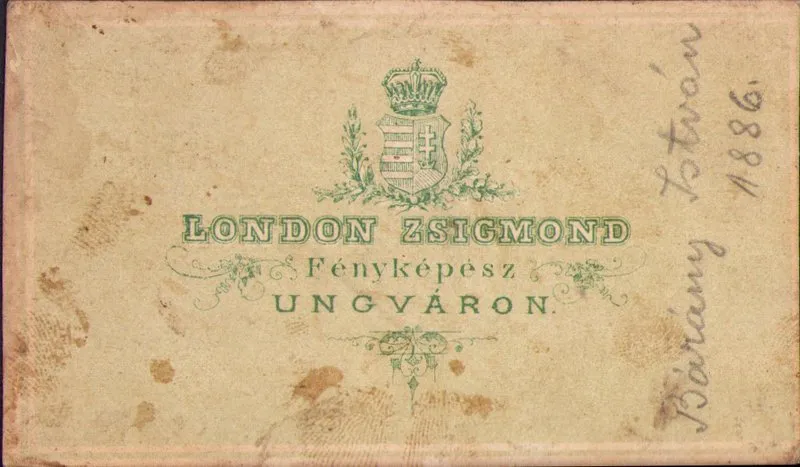 LONDON ZSIGMOND
Fényképész
UNGVÁRON.
Bárány István
1886.